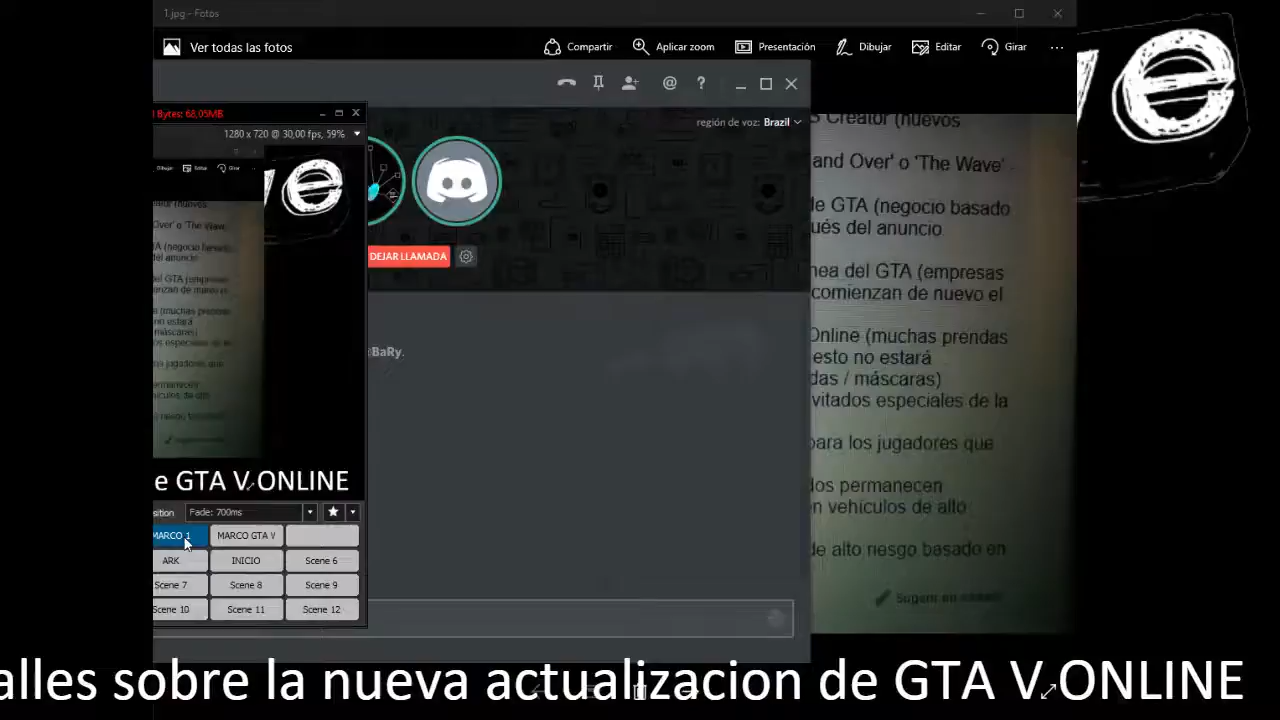 1.jpg - Fotos
Ver todas las fotos
Compartir
Aplicar zoom
Presentación
Dibujar
Editar
Girar
e
región de voz: Brazil
Bytes: 68,05MB
1280 x 720 @ 30,00 fps, 59%
DEJAR LLAMADA
BaRy.
S Creator (nuevos
and Over' o 'The Wave'
de GTA (negocio basado
ués del anuncio
nea del GTA (empresas
comienzan de nuevo el
Online (muchas prendas
esto no estará
das / máscaras)
vitados especiales de la
para los jugadores que
dos permanecen
n vehículos de alto
de alto riesgo basado en
e GTA V.ONLINE
Fade: 700ms
MARCO 1
MARCO GTA V
ARK
INICIO
Scene 6
Scene 7
Scene 8
Scene 9
Scene 10
Scene 11
Scene 12
alles sobre la nueva actualizacion de GTA V.ONLINE